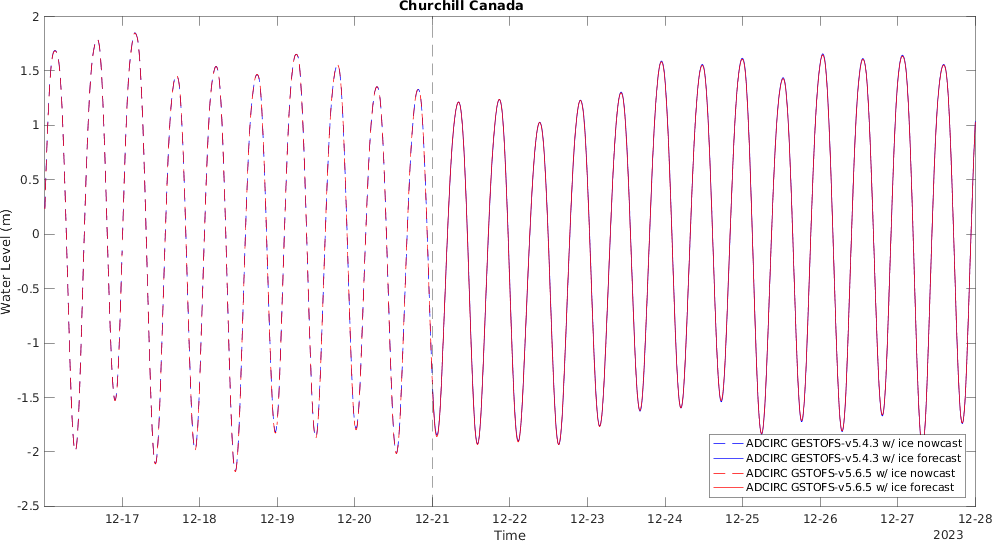 Churchill Canada
2
1.5
1
0.5
0
-0.5
-1
-1.5
-2
-2.5
Water Level (m)
12-17 12-18 12-19 12-20 12-21 12-22 12-23 12-24 12-25 12-26 12-27 12-28
Time
2023
ADCIRC GESTOFS-v5.4.3 w/ ice nowcast
ADCIRC GESTOFS-v5.4.3 w/ ice forecast
ADCIRC GSTOFS-v5.6.5 w/ ice nowcast
ADCIRC GSTOFS-v5.6.5 w/ ice forecast